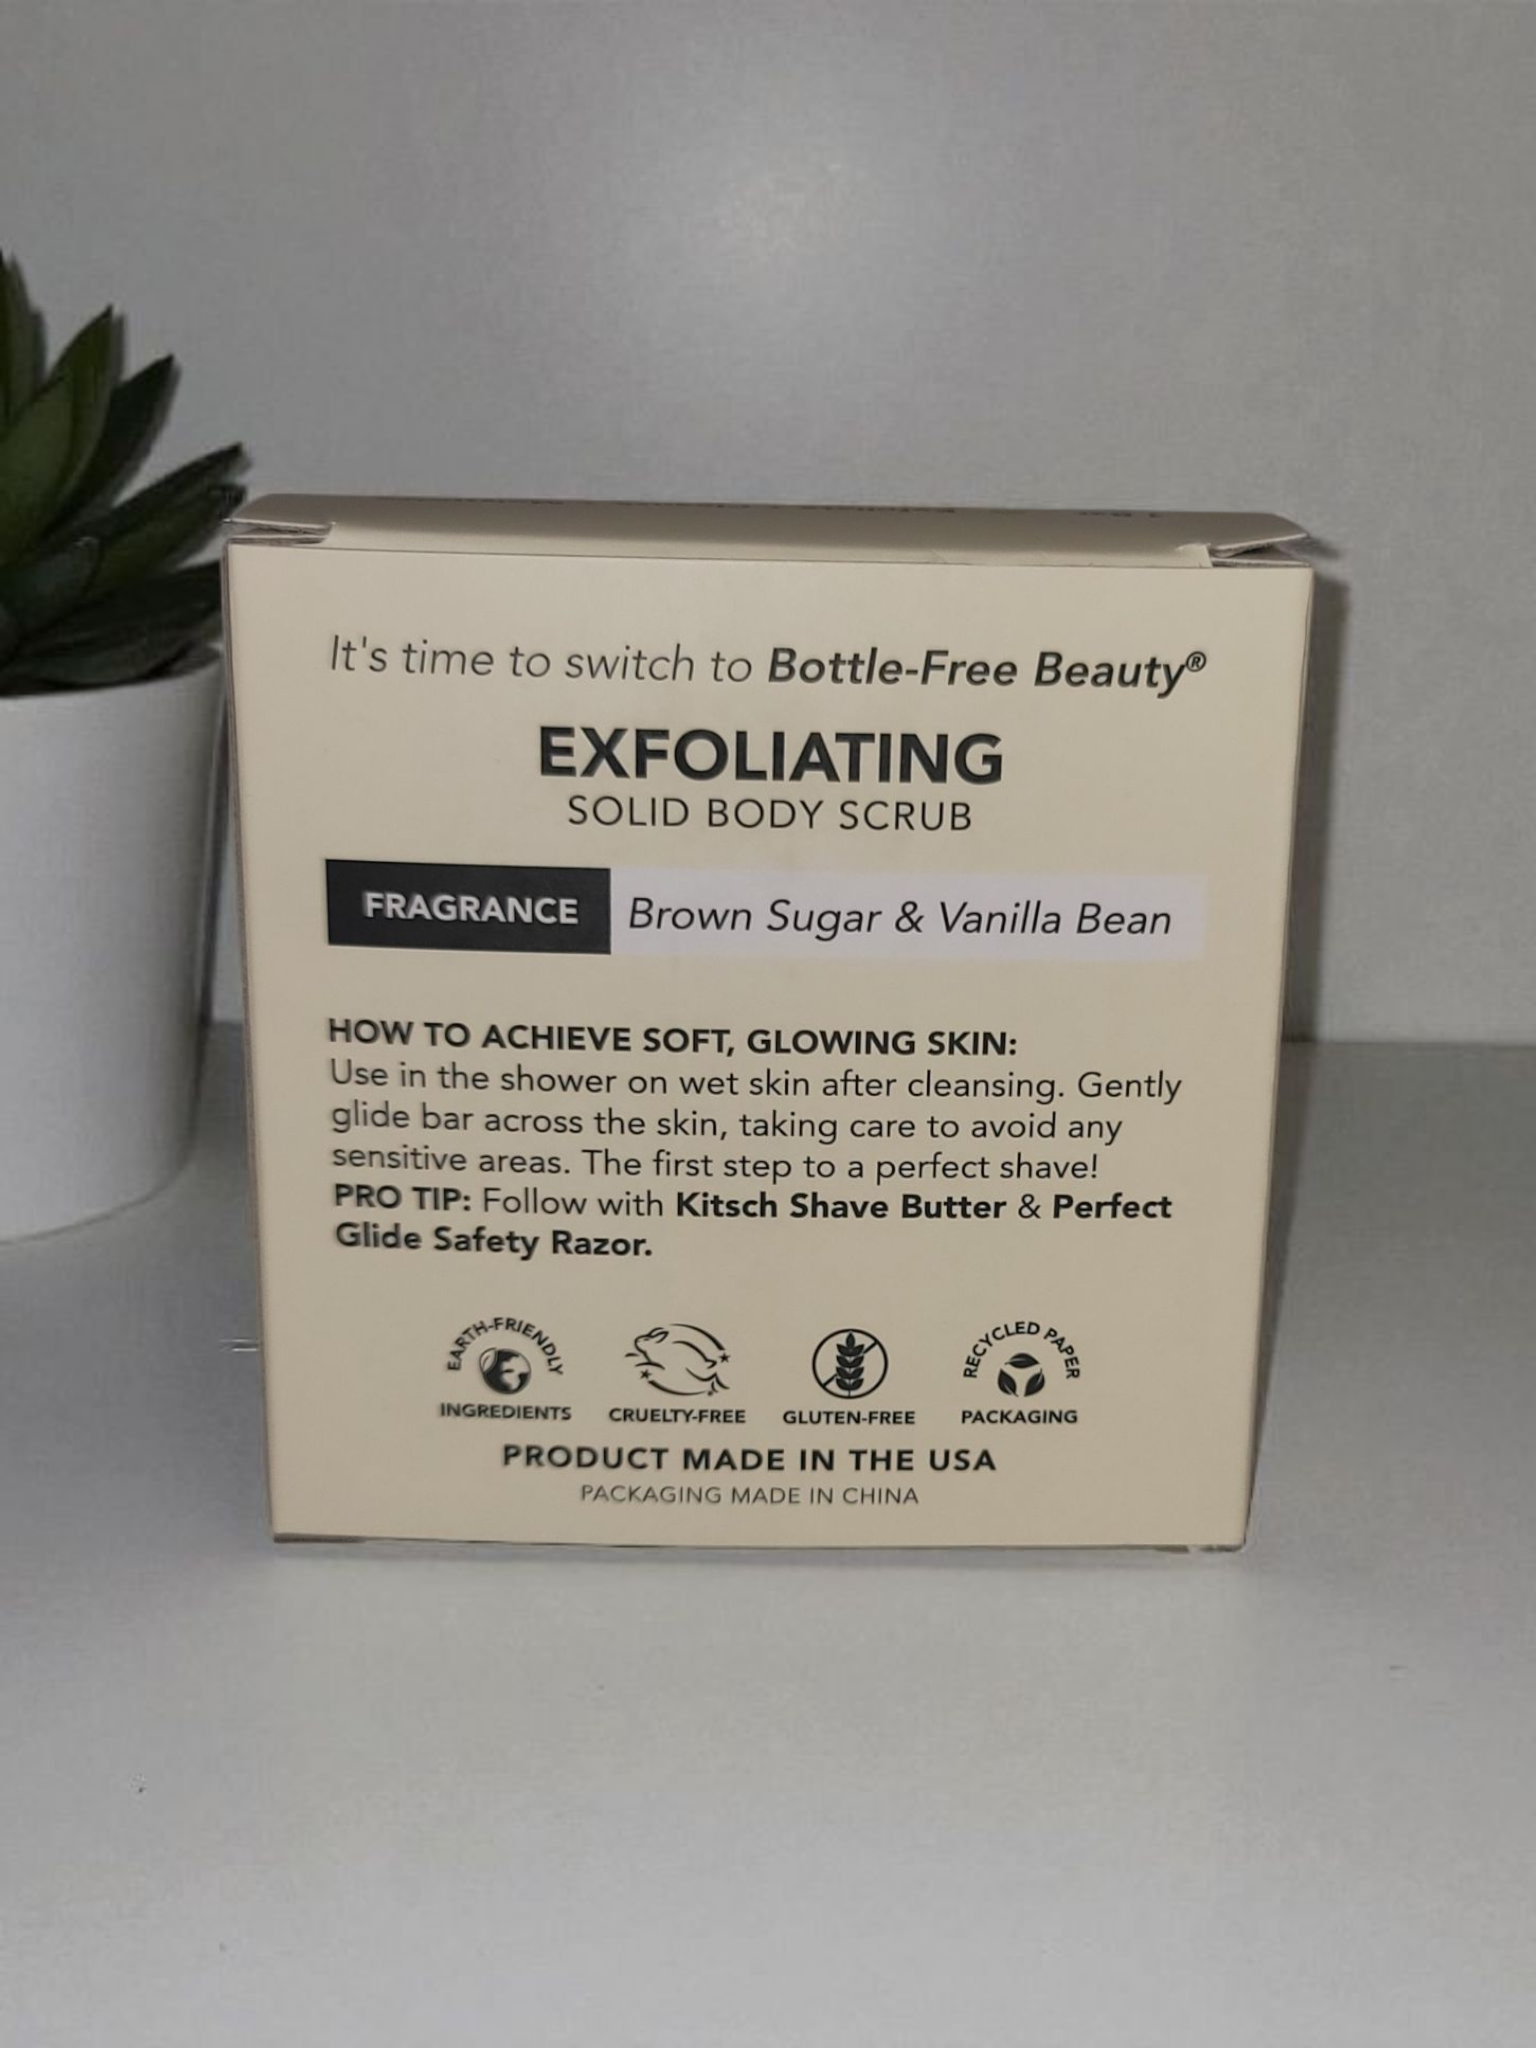 It's time to switch to Bottle-Free Beauty®
EXFOLIATING
SOLID BODY SCRUB
FRAGRANCE Brown Sugar & Vanilla Bean
HOW TO ACHIEVE SOFT, GLOWING SKIN:
Use in the shower on wet skin after cleansing. Gently
glide bar across the skin, taking care to avoid any
sensitive areas. The first step to a perfect shave!
PRO TIP: Follow with Kitsch Shave Butter & Perfect
Glide Safety Razor.
EARTH-FRIENDLY
INGREDIENTS
CRUELTY-FREE
GLUTEN-FREE
RECYCLED PAPER
PACKAGING
PRODUCT MADE IN THE USA
PACKAGING MADE IN CHINA